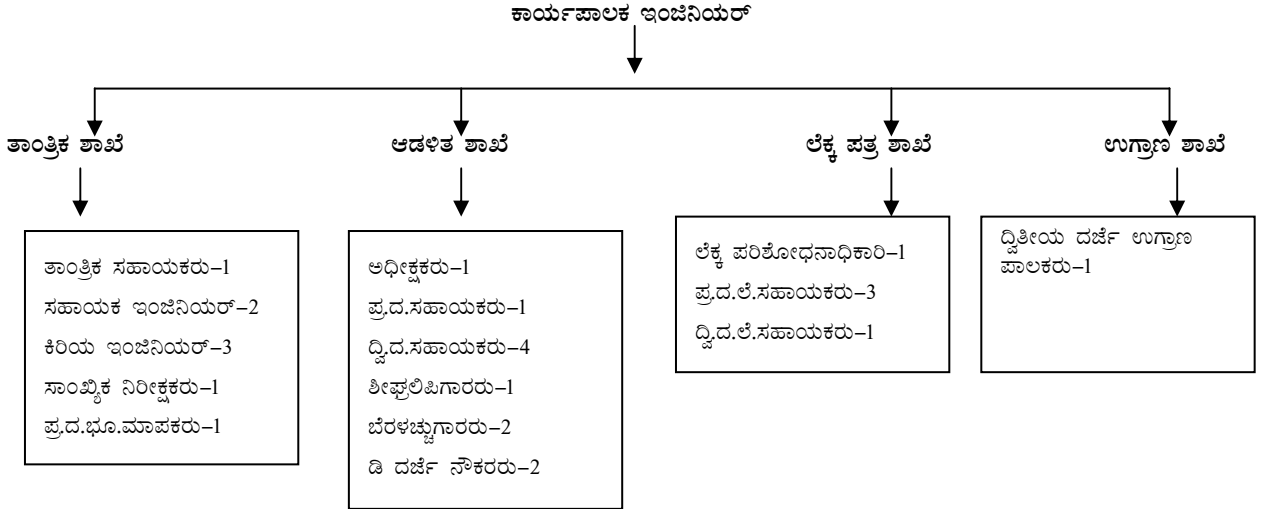 ಕಾರ್ಯಪಾಲಕ ಇಂಜಿನಿಯರ್
ತಾಂತ್ರಿಕ ಶಾಖೆ
ಆಡಳಿತ ಶಾಖೆ
ಲೆಕ್ಕ ಪತ್ರ ಶಾಖೆ
ಉಗ್ರಾಣ ಶಾಖೆ
ತಾಂತ್ರಿಕ ಸಹಾಯಕರು–1
ಸಹಾಯಕ ಇಂಜಿನಿಯರ್–2
ಕಿರಿಯ ಇಂಜಿನಿಯರ್–3
ಸಾಂಖ್ಯಿಕ ನಿರೀಕ್ಷಕರು–1
ಪ್ರ.ದ.ಭೂ.ಮಾಪಕರು–1
ಅಧೀಕ್ಷಕರು–1
ಪ್ರ.ದ.ಸಹಾಯಕರು–1
ದ್ವಿ.ದ.ಸಹಾಯಕರು–4
ಶೀಘ್ರಲಿಪಿಗಾರರು–1
ಬೆರಳಚ್ಚುಗಾರರು–2
ಡಿ ದರ್ಜೆ ನೌಕರರು–2
ಲೆಕ್ಕ ಪರಿಶೋಧನಾಧಿಕಾರಿ–1
ಪ್ರ.ದ.ಲೆ.ಸಹಾಯಕರು–3
ದ್ವಿ.ದ.ಲೆ.ಸಹಾಯಕರು–1
ದ್ವಿತೀಯ ದರ್ಜೆ ಉಗ್ರಾಣ
ಪಾಲಕರು–1